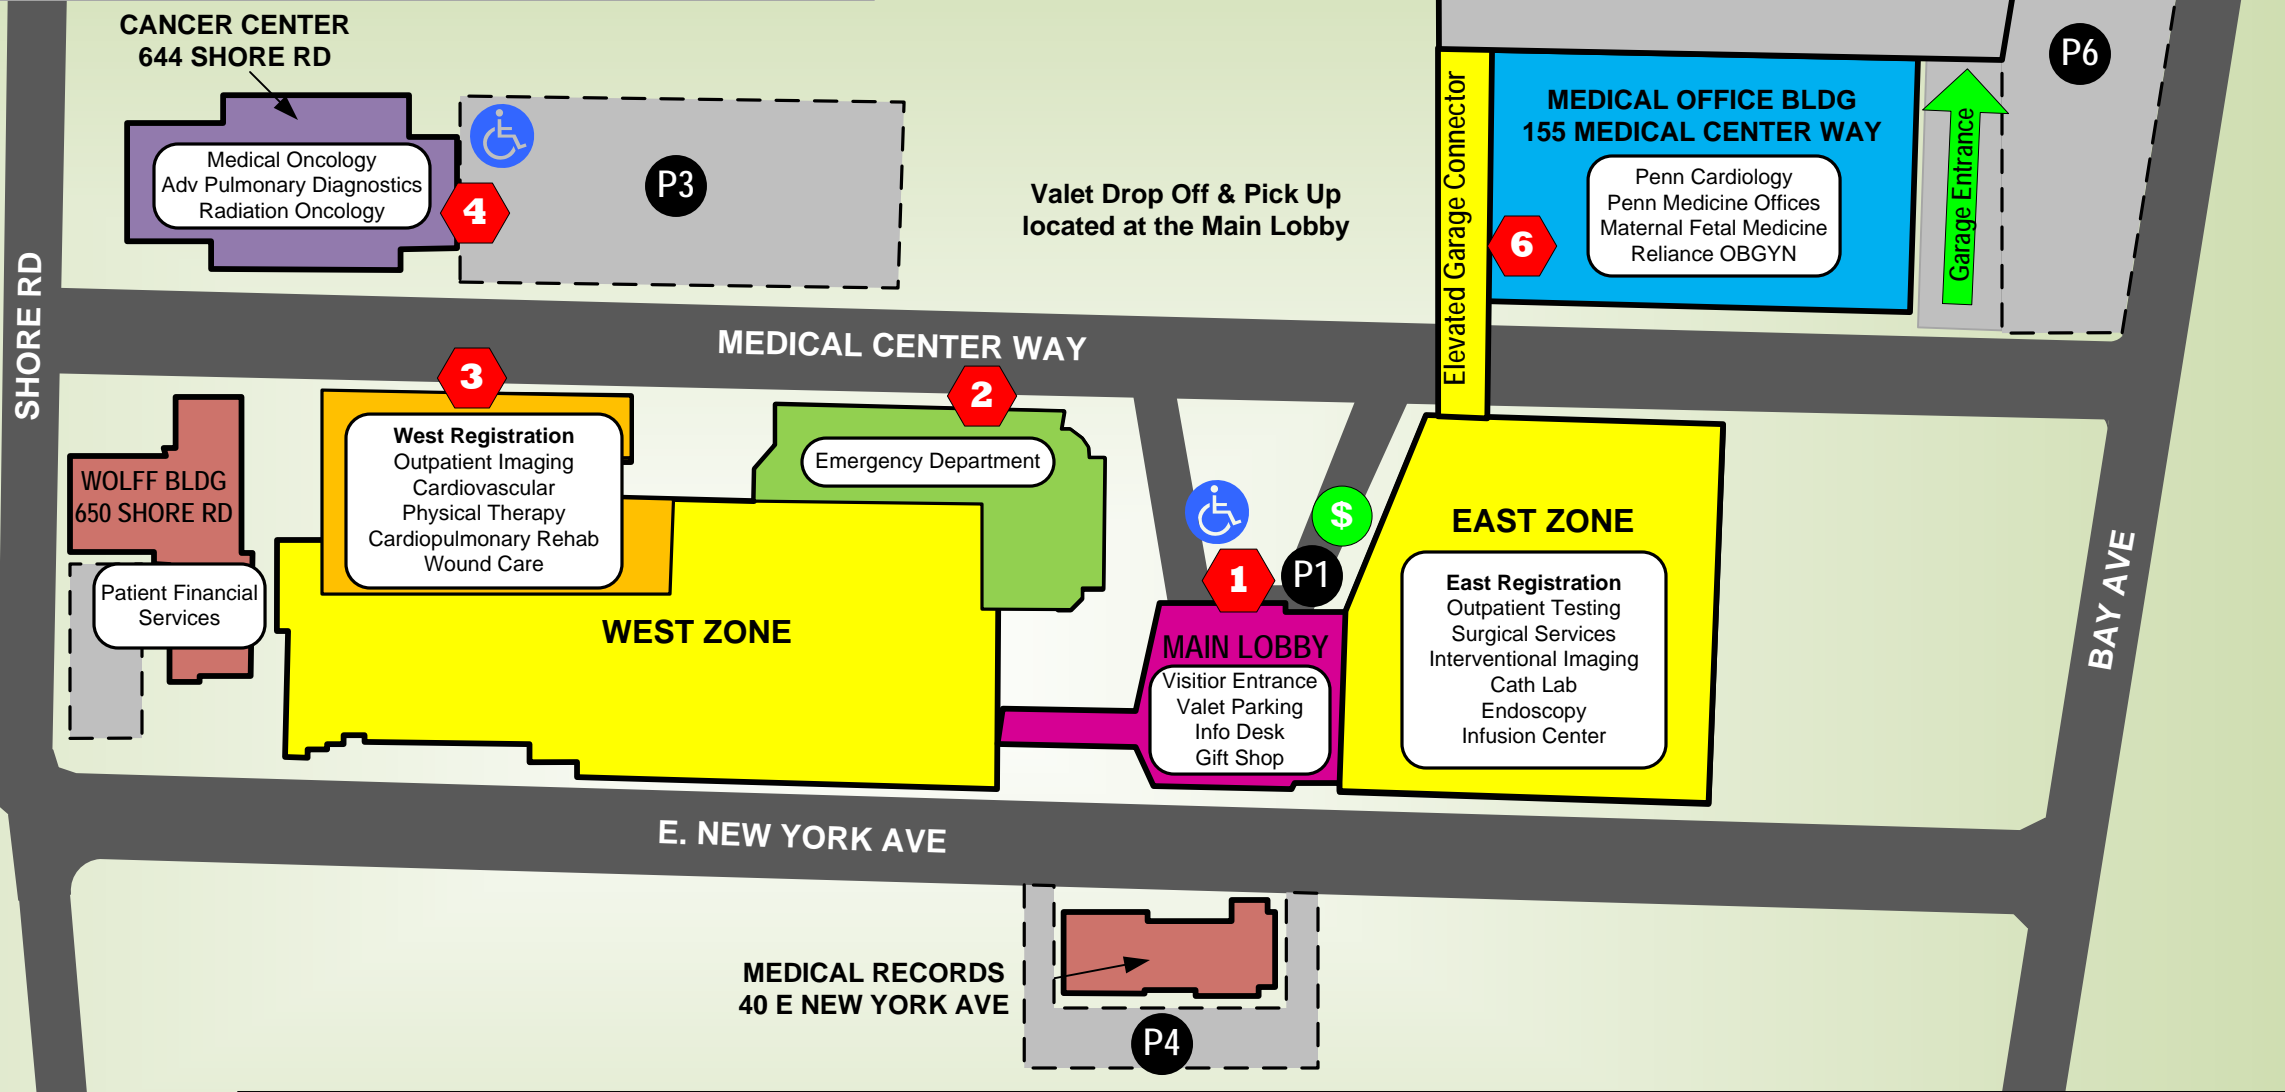 CANCER CENTER
644 SHORE RD
Medical Oncology
Adv Pulmonary Diagnostics
Radiation Oncology
4
P3
Valet Drop Off & Pick Up
located at the Main Lobby
Elevated Garage Connector
MEDICAL OFFICE BLDG
155 MEDICAL CENTER WAY
Penn Cardiology
Penn Medicine Offices
Maternal Fetal Medicine
Reliance OBGYN
6
Garage Entrance
P6
SHORE RD
MEDICAL CENTER WAY
3
West Registration
Outpatient Imaging
Cardiovascular
Physical Therapy
Cardiopulmonary Rehab
Wound Care
2
Emergency Department
WOLFF BLDG
650 SHORE RD
Patient Financial
Services
WEST ZONE
$
1
P1
MAIN LOBBY
Visitior Entrance
Valet Parking
Info Desk
Gift Shop
EAST ZONE
East Registration
Outpatient Testing
Surgical Services
Interventional Imaging
Cath Lab
Endoscopy
Infusion Center
BAY AVE
E. NEW YORK AVE
MEDICAL RECORDS
40 E NEW YORK AVE
P4